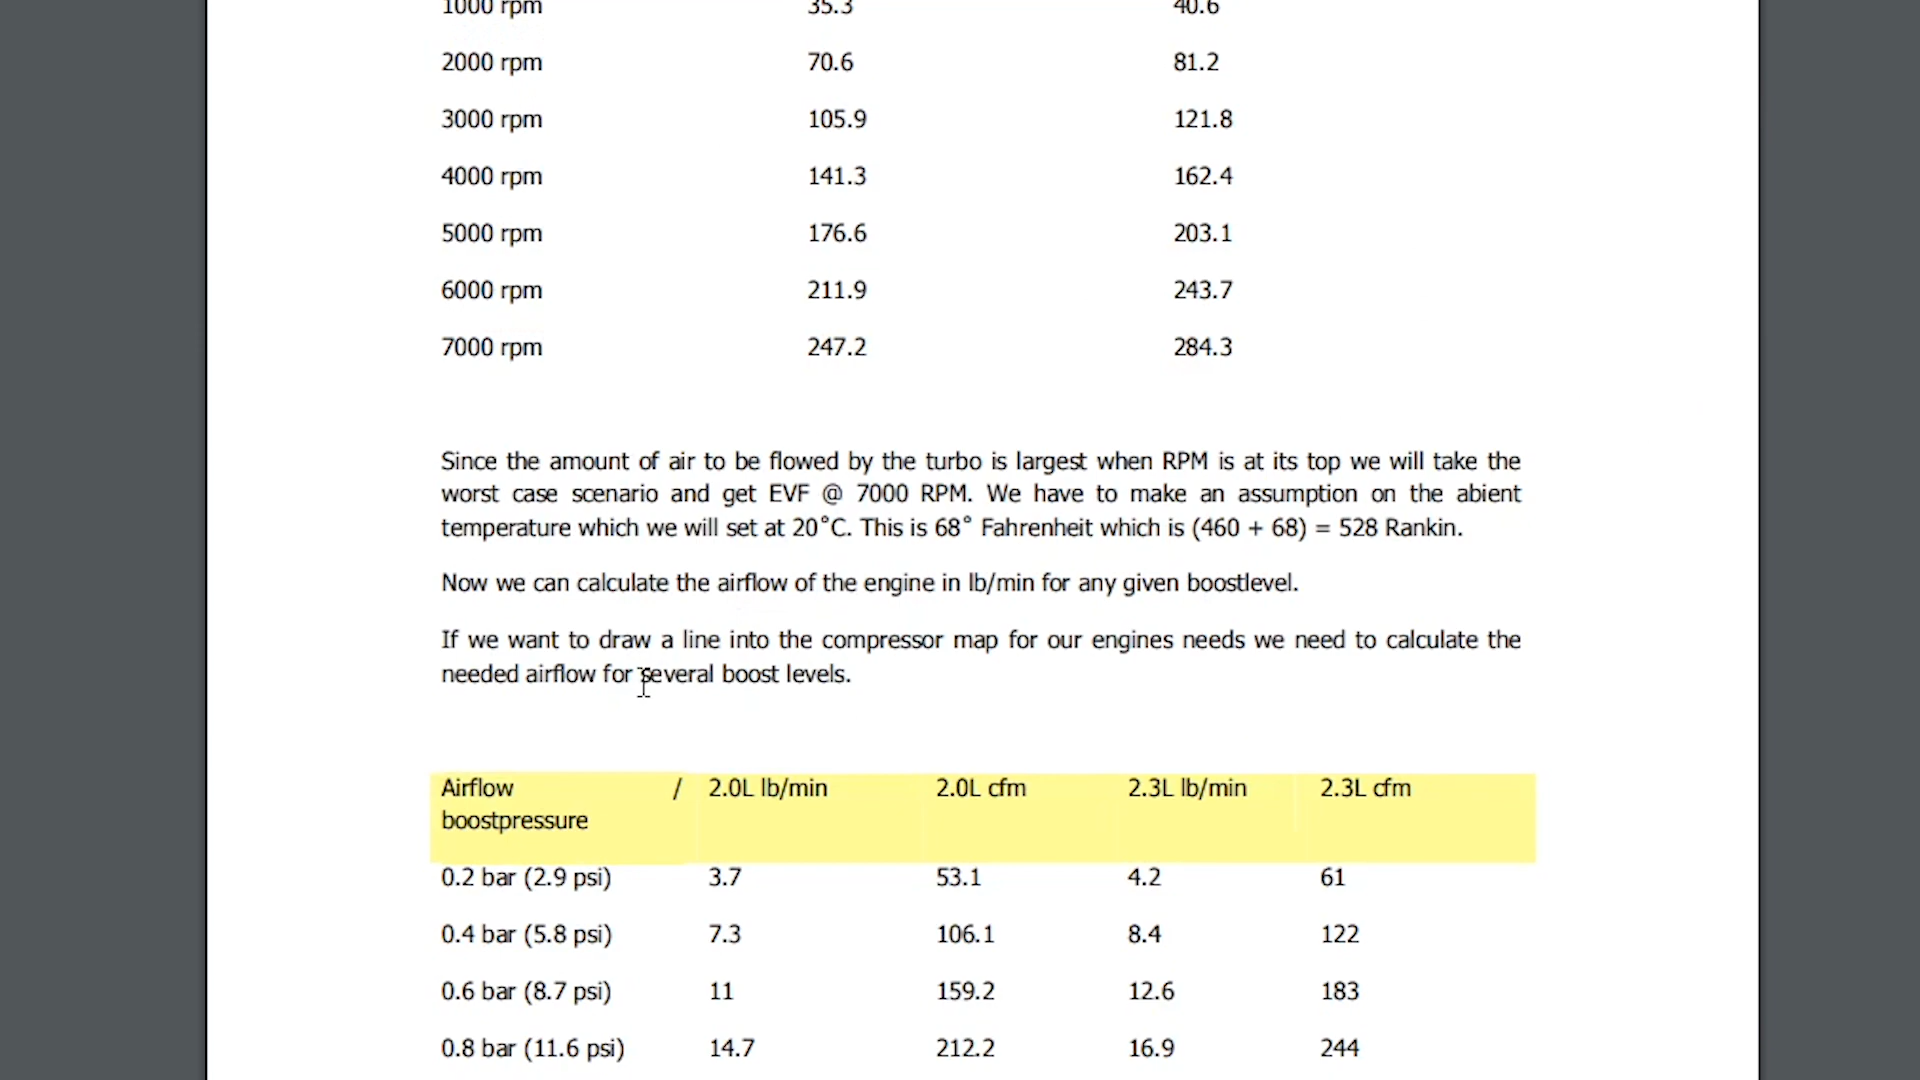 1000 rpm 35.3 40.6
2000 rpm 70.6 81.2
3000 rpm 105.9 121.8
4000 rpm 141.3 162.4
5000 rpm 176.6 203.1
6000 rpm 211.9 243.7
7000 rpm 247.2 284.3
Since the amount of air to be flowed by the turbo is largest when RPM is at its top we will take the
worst case scenario and get EVF @ 7000 RPM. We have to make an assumption on the abient
temperature which we will set at 20°C. This is 68° Fahrenheit which is (460 + 68) = 528 Rankin.
Now we can calculate the airflow of the engine in lb/min for any given boostlevel.
If we want to draw a line into the compressor map for our engines needs we need to calculate the
needed airflow for several boost levels.
Airflow / 2.0L lb/min 2.0L cfm 2.3L lb/min 2.3L cfm
boostpressure
0.2 bar (2.9 psi) 3.7 53.1 4.2 61
0.4 bar (5.8 psi) 7.3 106.1 8.4 122
0.6 bar (8.7 psi) 11 159.2 12.6 183
0.8 bar (11.6 psi) 14.7 212.2 16.9 244